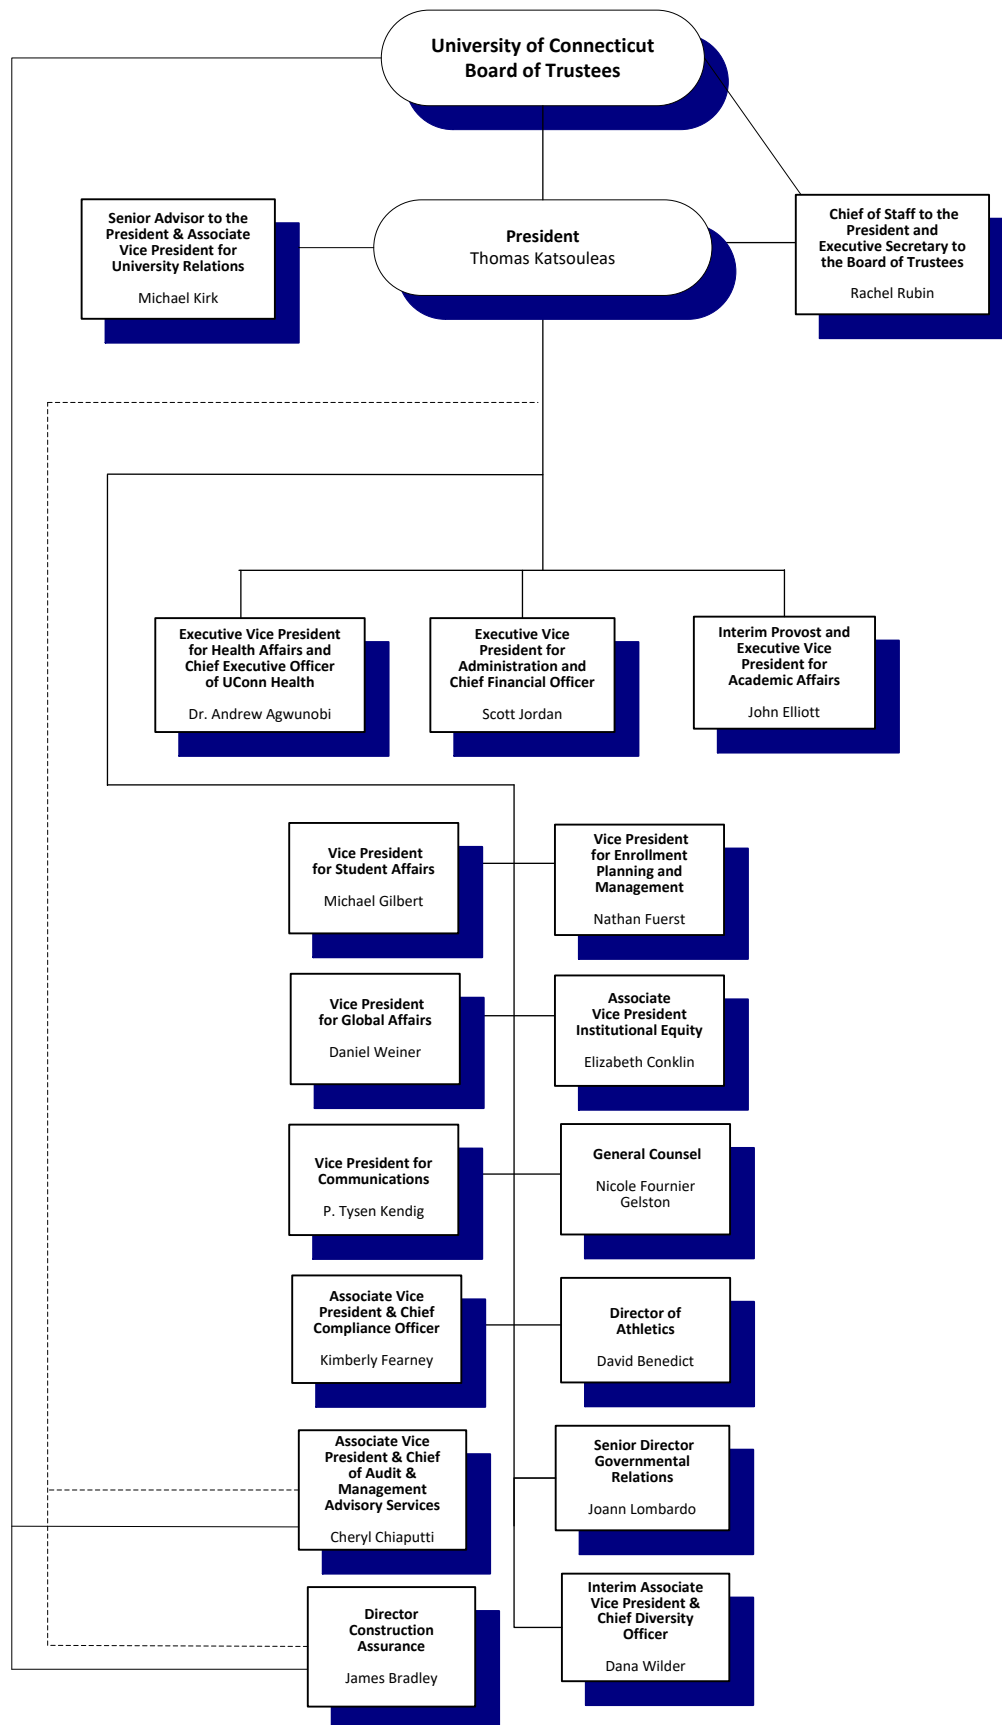 University of Connecticut
Board of Trustees
Senior Advisor to the
President & Associate
Vice President for
University Relations
Michael Kirk
President
Thomas Katsouleas
Chief of Staff to the
President and
Executive Secretary to
the Board of Trustees
Rachel Rubin
Executive Vice President
for Health Affairs and
Chief Executive Officer
of UConn Health
Dr. Andrew Agwunobi
Executive Vice
President for
Administration and
Chief Financial Officer
Scott Jordan
Interim Provost and
Executive Vice
President for
Academic Affairs
John Elliott
Vice President
for Student Affairs
Michael Gilbert
Vice President
for Enrollment
Planning and
Management
Nathan Fuerst
Vice President
for Global Affairs
Daniel Weiner
Associate
Vice President
Institutional Equity
Elizabeth Conklin
Vice President for
Communications
P. Tysen Kendig
General Counsel
Nicole Fournier
Gelston
Associate Vice
President & Chief
Compliance Officer
Kimberly Fearney
Director of
Athletics
David Benedict
Associate Vice
President & Chief
of Audit &
Management
Advisory Services
Cheryl Chiaputti
Senior Director
Governmental
Relations
Joann Lombardo
Director
Construction
Assurance
James Bradley
Interim Associate
Vice President &
Chief Diversity
Officer
Dana Wilder